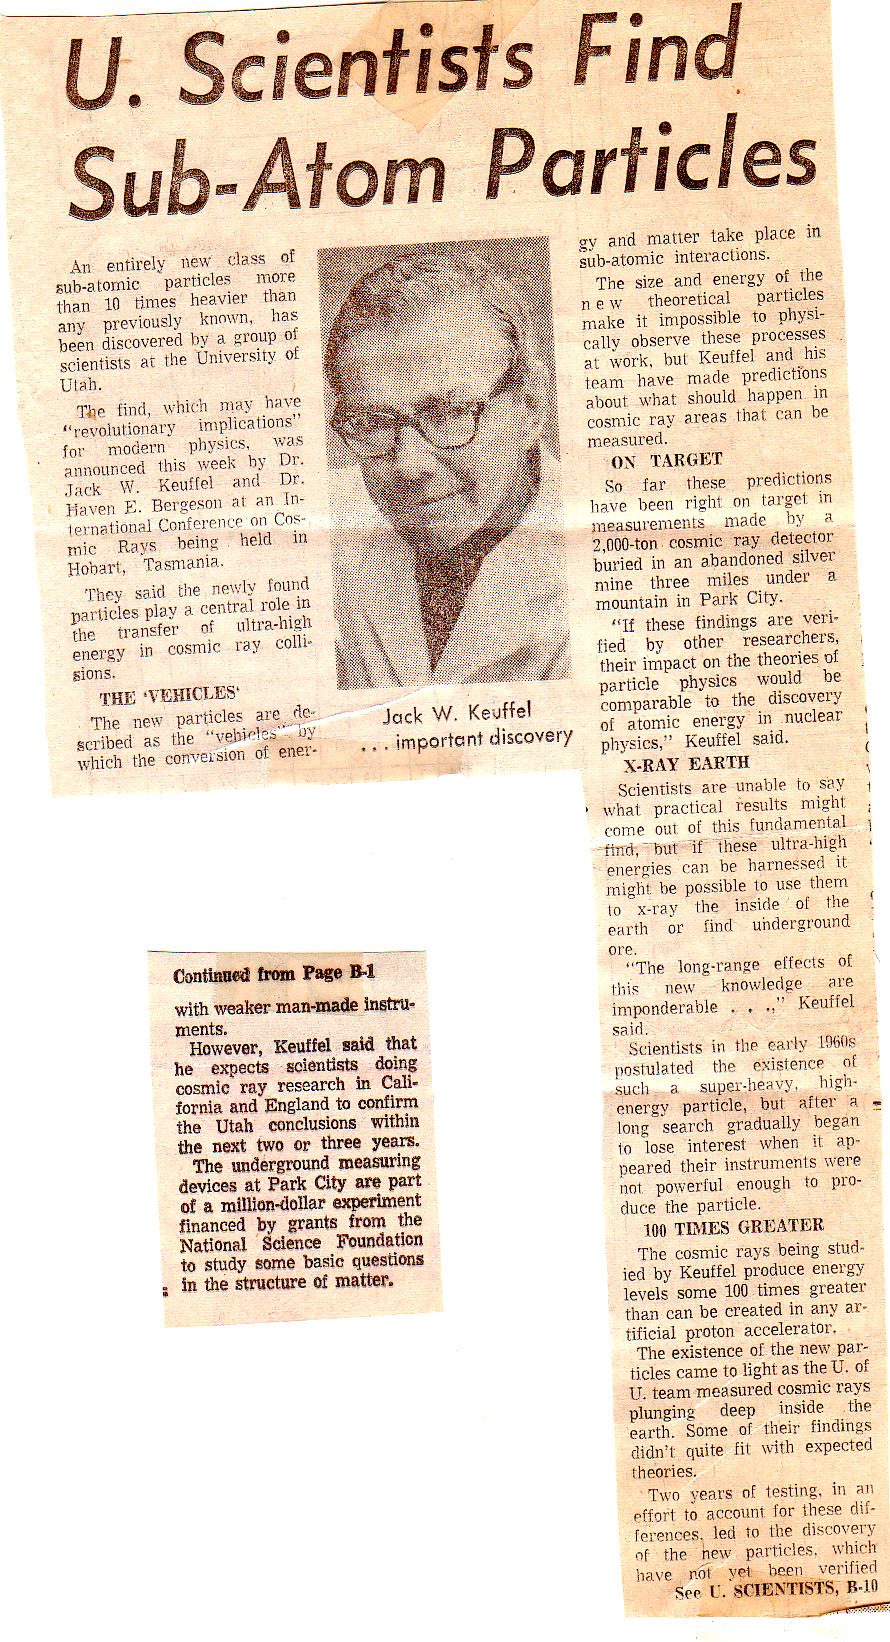 U. Scientists Find
Sub-Atom Particles
An entirely new class of
sub-atomic particles more
than 10 times heavier than
any previously known, has
been discovered by a group of
scientists at the University of
Utah.
The find, which may have
“revolutionary implications”
for modern physics, was
announced this week by Dr.
Jack W. Keuffel and Dr.
Haven E. Bergeson at an In-
ternational Conference on Cos-
mic Rays being held in
Hobart, Tasmania.
They said the newly found
particles play a central role in
the transfer of ultra-high
energy in cosmic ray colli-
sions.
THE ‘VEHICLES‘
The new particles are de-
scribed as the “vehicles” by
which the conversion of ener-
Jack W. Keuffel
. . . important discovery
gy and matter take place in
sub-atomic interactions.
The size and energy of the
new theoretical particles
make it impossible to physi-
cally observe these processes
at work, but Keuffel and his
team have made predictions
about what should happen in
cosmic ray areas that can be
measured.
ON TARGET
So far these predictions
have been right on target in
measurements made by a
2,000-ton cosmic ray detector
buried in an abandoned silver
mine three miles under a
mountain in Park City.
“If these findings are veri-
fied by other researchers,
their impact on the theories of
particle physics would be
comparable to the discovery
of atomic energy in nuclear
physics,” Keuffel said.
X-RAY EARTH
Scientists are unable to say
what practical results might
come out of this fundamental
find, but if these ultra-high
energies can be harnessed it
might be possible to use them
to x-ray the inside of the
earth or find underground
ore.
“The long-range effects of
this new knowledge are
imponderable . . .,” Keuffel
said.
Scientists in the early 1960s
postulated the existence of
such a super-heavy, high-
energy particle, but after a
long search gradually began
to lose interest when it ap-
peared their instruments were
not powerful enough to pro-
duce the particle.
100 TIMES GREATER
The cosmic rays being stud-
ied by Keuffel produce energy
levels some 100 times greater
than can be created in any ar-
tificial proton accelerator.
The existence of the new par-
ticles came to light as the U. of
U. team measured cosmic rays
plunging deep inside the
earth. Some of their findings
didn't quite fit with expected
theories.
Two years of testing, in an
effort to account for these dif-
ferences, led to the discovery
of the new particles, which
have not yet been verified
See U. SCIENTISTS, B-10
Continued from Page B-1
with weaker man-made instru-
ments.
However, Keuffel said that
he expects scientists doing
cosmic ray research in Cali-
fornia and England to confirm
the Utah conclusions within
the next two or three years.
The underground measuring
devices at Park City are part
of a million-dollar experiment
financed by grants from the
National Science Foundation
to study some basic questions
in the structure of matter.